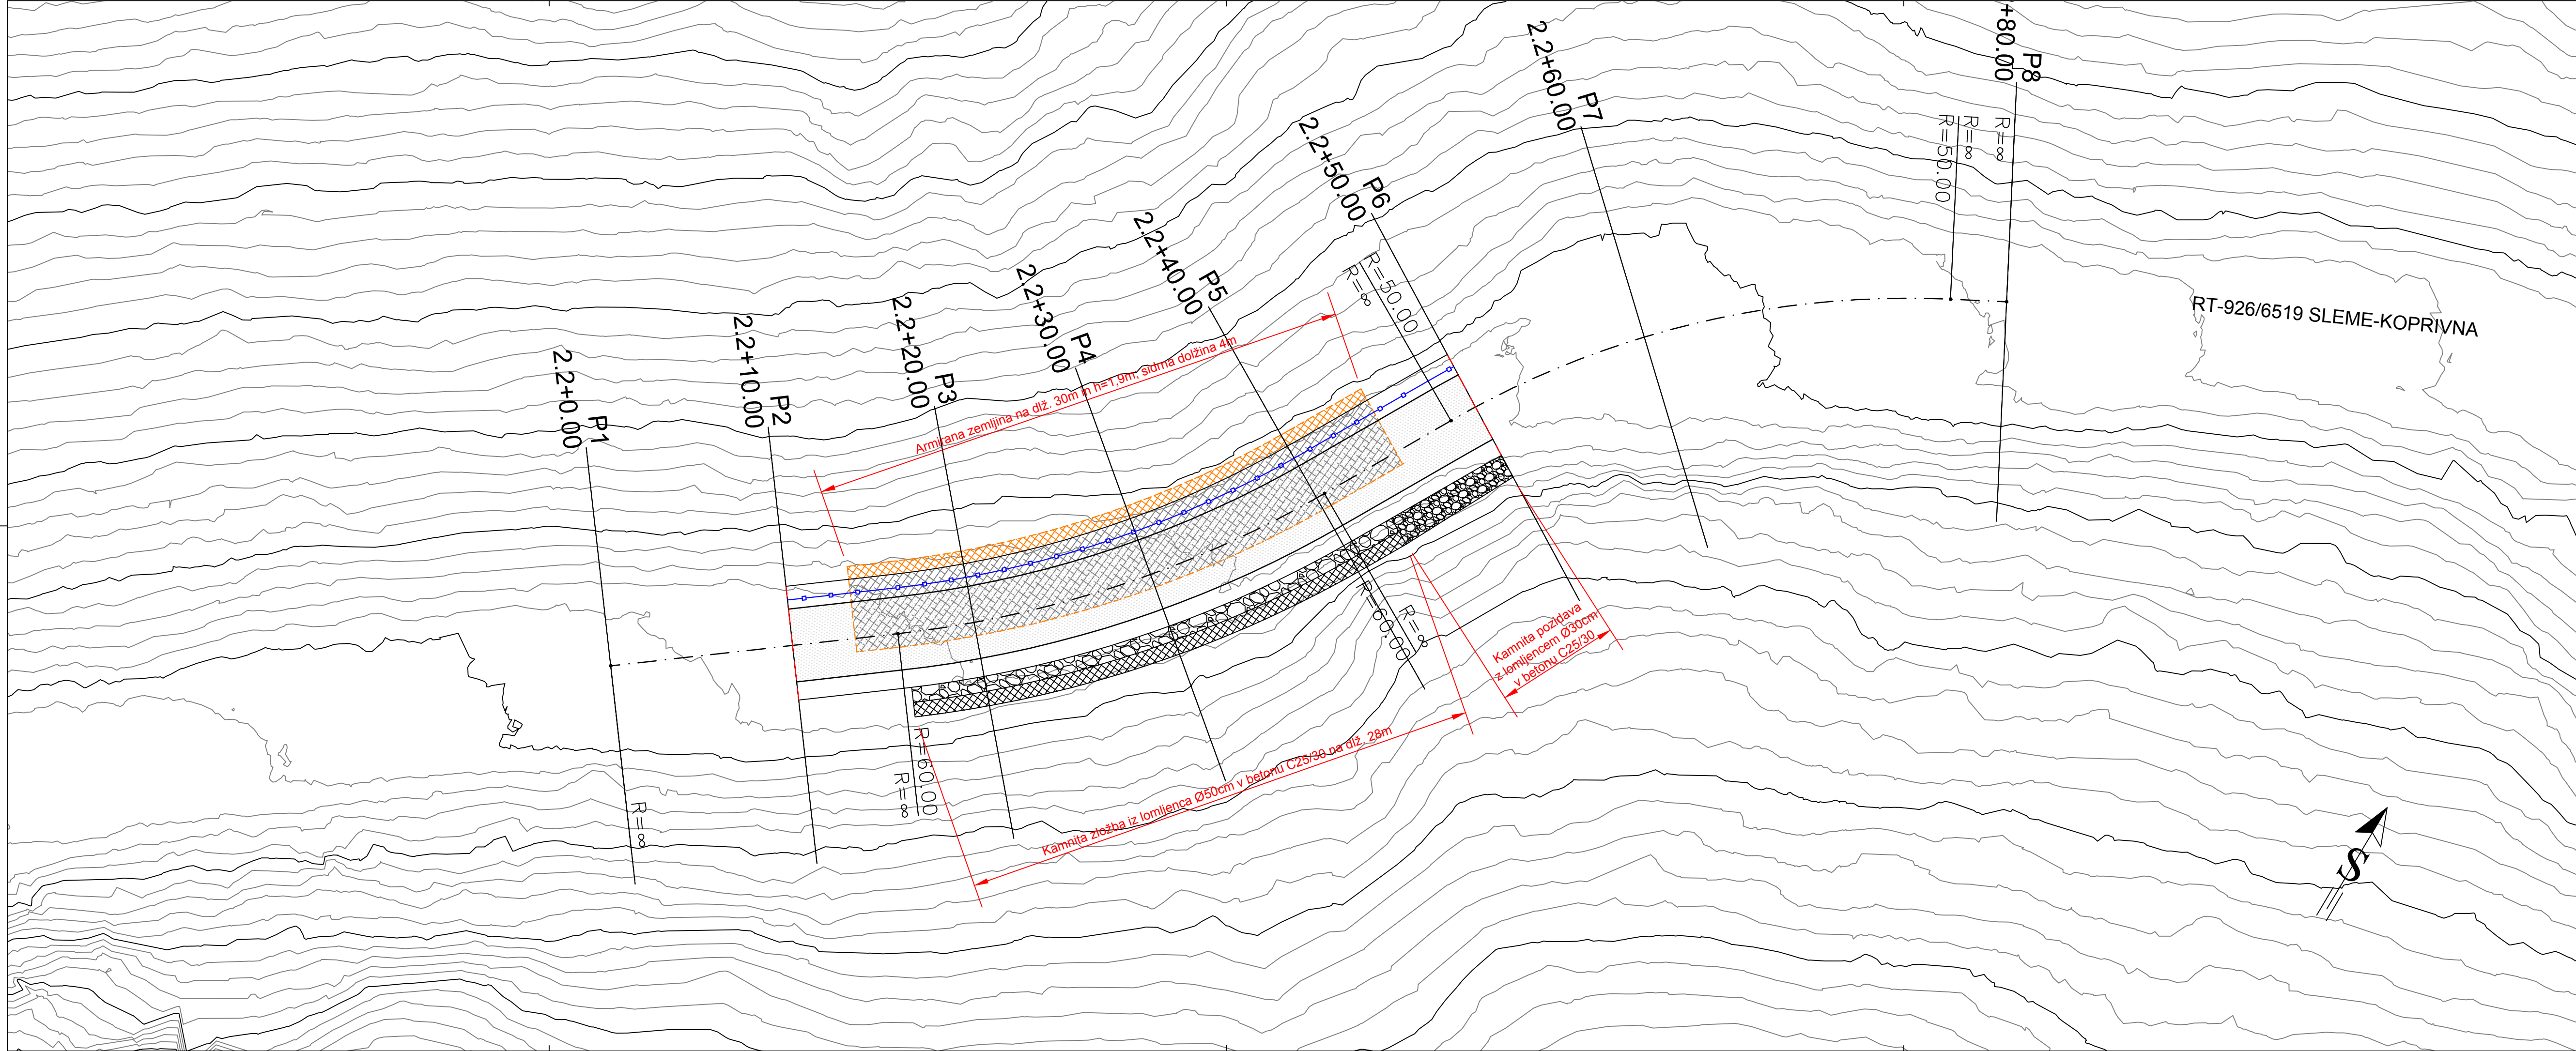 2.2+0.00
P1
2.2+10.00
P2
2.2+20.00
P3
2.2+30.00
P4
2.2+40.00
P5
2.2+50.00
P6
2.2+60.00
P7
+80.00
P8
R=50.00
R=∞
R=∞
R=∞
R=50.00
RT-926/6519 SLEME-KOPRIVNA
Armirana zemljina na dlž. 30m in h=1,9m, sidrna dolžina 4m
R=60.00
R=∞
Kamnita pozidava
z lomljencem Ø30cm
v betonu C25/30
R=∞
R=60.00
R=∞
Kamnita zložba iz lomljenca Ø50cm v betonu C25/30 na dlž. 28m
S